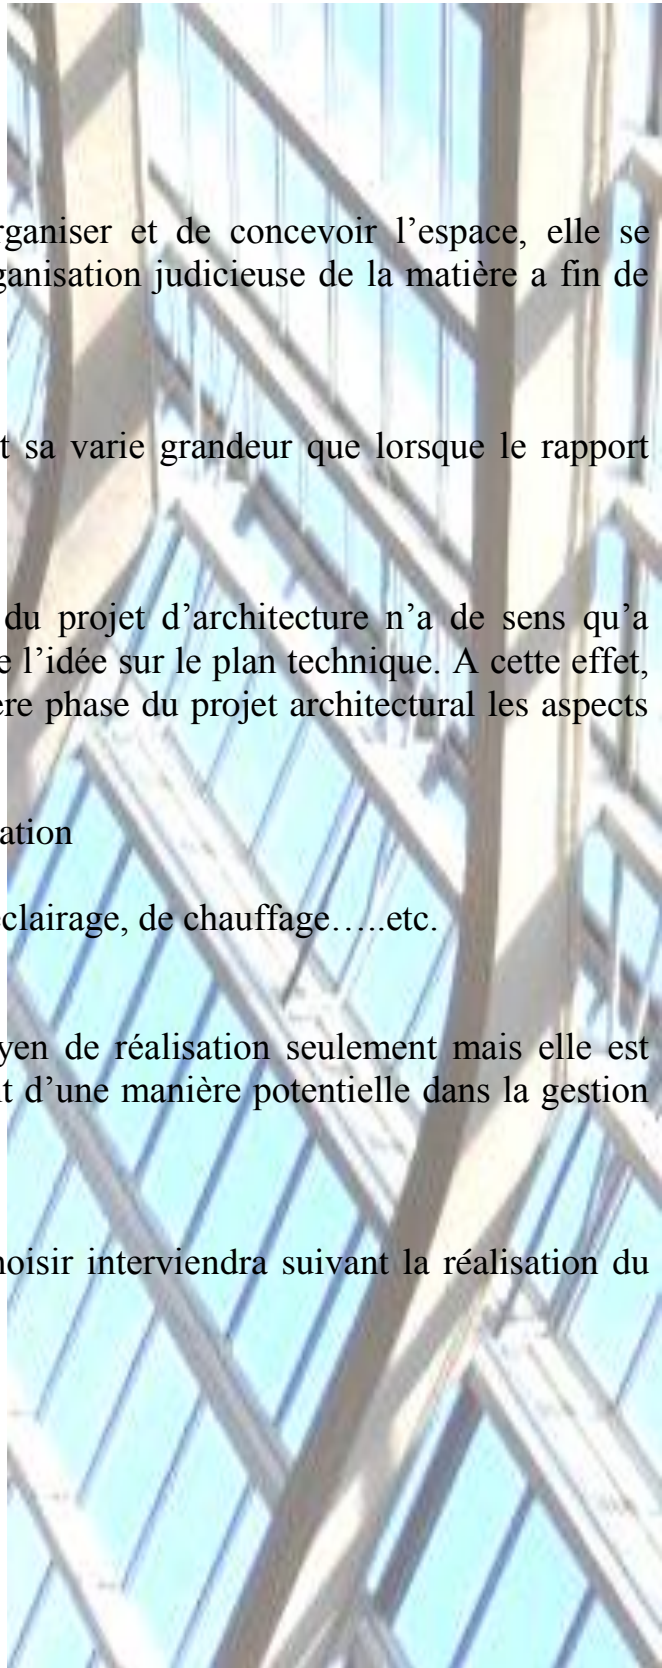 rganiser et de concevoir l’espace, elle se
ganisation judicieuse de la matière a fin de
t sa varie grandeur que lorsque le rapport
du projet d’architecture n’a de sens qu’a
e l’idée sur le plan technique. A cette effet,
ère phase du projet architectural les aspects
ation
éclairage, de chauffage…..etc.
yen de réalisation seulement mais elle est
it d’une manière potentielle dans la gestion
hoisir interviendra suivant la réalisation du